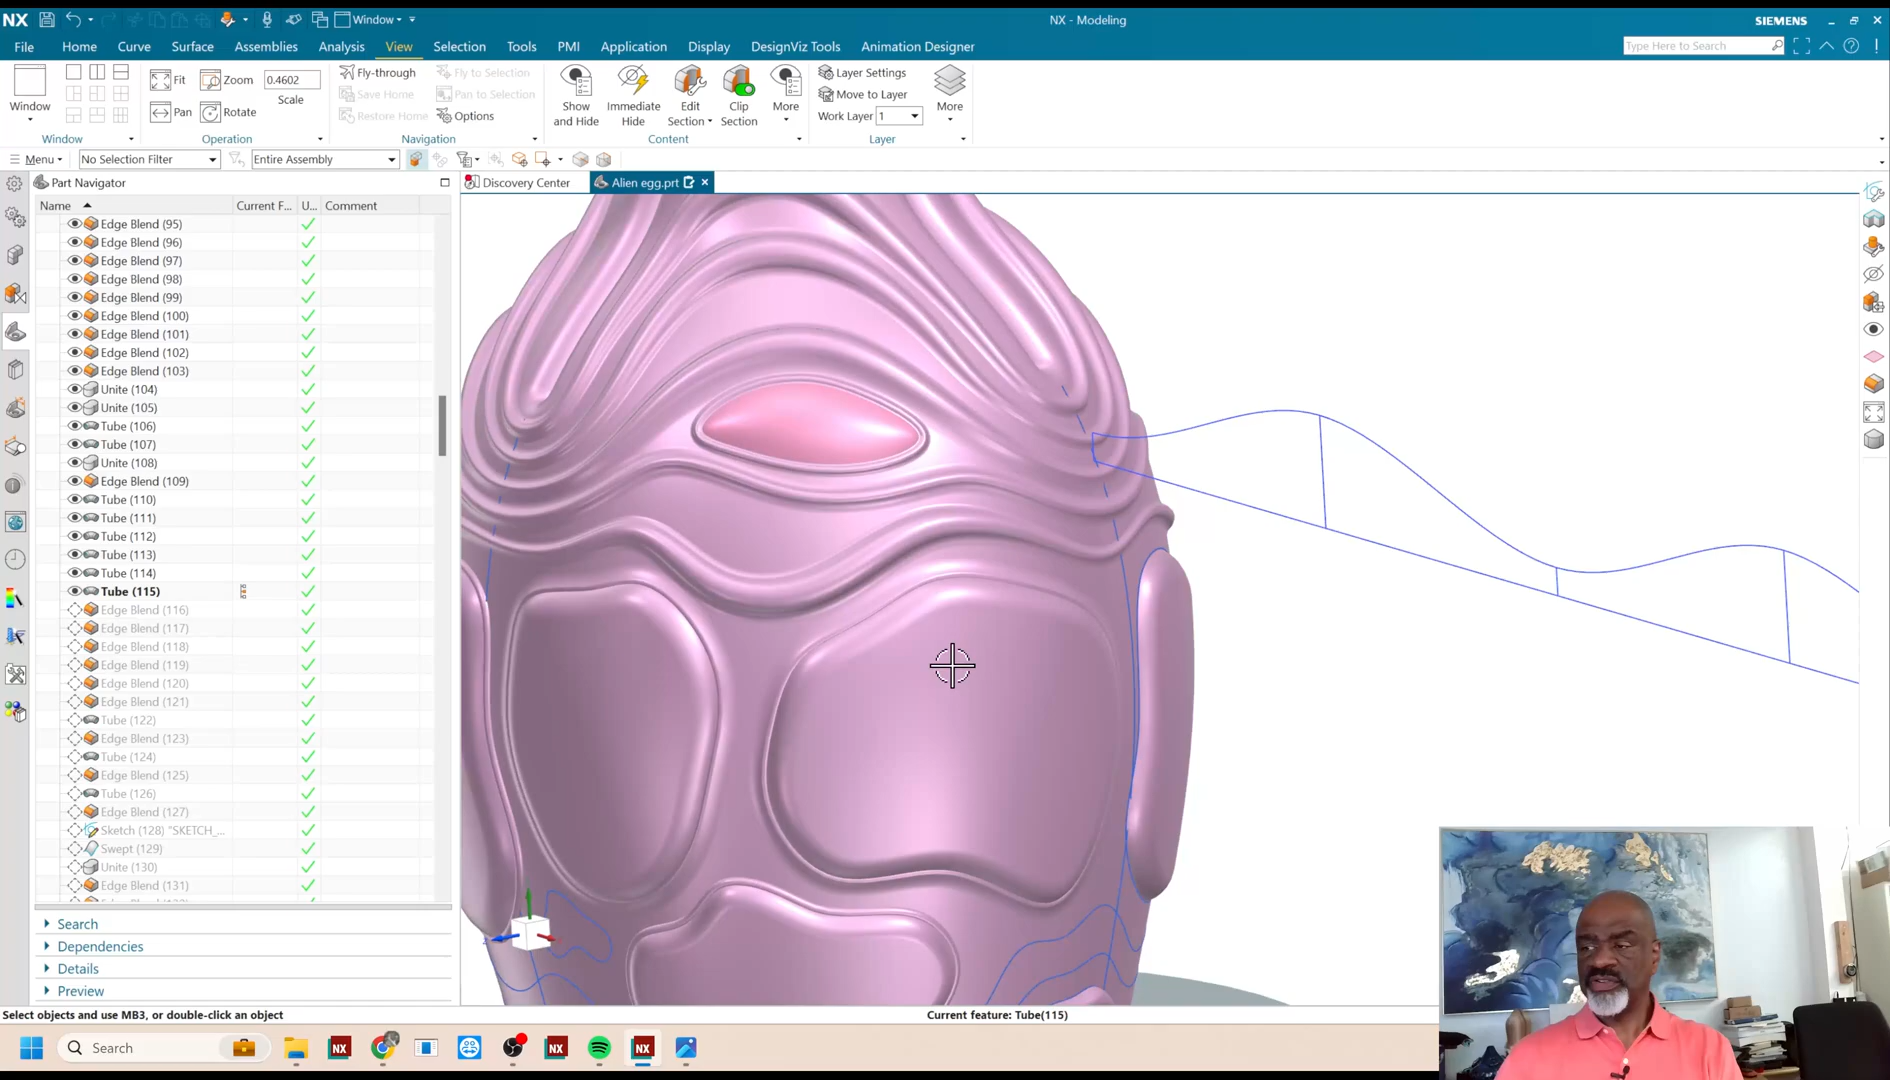 NX Window NX - Modeling SIEMENS
File Home Curve Surface Assemblies Analysis View Selection Tools PMI Application Display DesignViz Tools Animation Designer Type Here to Search
Window
Fit Zoom 0.4602
Pan Rotate Scale
Fly-through Fly to Selection
Save Home Pan to Selection
Restore Home Options
Show and Hide
Immediate Hide
Edit Section
Clip Section
More
Layer Settings
Move to Layer
Work Layer 1
More
Window Operation Navigation Content Layer
Menu No Selection Filter Entire Assembly
Part Navigator
Discovery Center Alien egg.prt
Name Current F... U... Comment
Edge Blend (95)
Edge Blend (96)
Edge Blend (97)
Edge Blend (98)
Edge Blend (99)
Edge Blend (100)
Edge Blend (101)
Edge Blend (102)
Edge Blend (103)
Unite (104)
Unite (105)
Tube (106)
Tube (107)
Unite (108)
Edge Blend (109)
Tube (110)
Tube (111)
Tube (112)
Tube (113)
Tube (114)
Tube (115)
Edge Blend (116)
Edge Blend (117)
Edge Blend (118)
Edge Blend (119)
Edge Blend (120)
Edge Blend (121)
Tube (122)
Edge Blend (123)
Tube (124)
Edge Blend (125)
Tube (126)
Edge Blend (127)
Sketch (128) "SKETCH_...
Swept (129)
Unite (130)
Edge Blend (131)
Search
Dependencies
Details
Preview
Select objects and use MB3, or double-click an object Current feature: Tube(115)
Search
NX
NX
NX